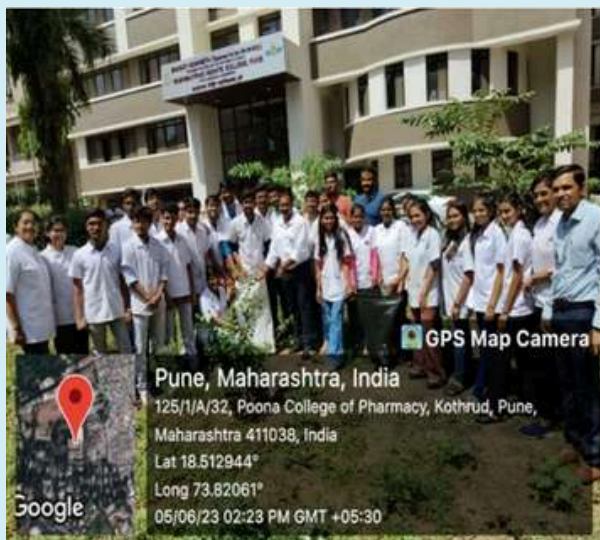 GPS Map Camera
Pune, Maharashtra, India
125/1/A/32, Poona College of Pharmacy, Kothrud, Pune,
Maharashtra 411038, India
Lat 18.512944°
Long 73.82061°
05/06/23 02:23 PM GMT +05:30
Google